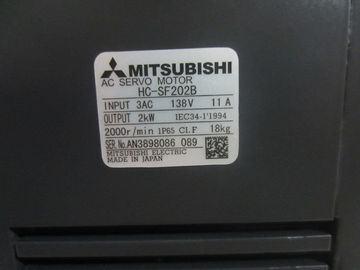 MITSUBISHI
AC SERVO MOTOR
HC-SF202B
INPUT 3AC 138V 11A
OUTPUT 2kW IEC34-1'1994
2000r/min IP65 CI.F 18kg
SER.No.AN3898086 089
MITSUBISHI ELECTRIC
MADE IN JAPAN